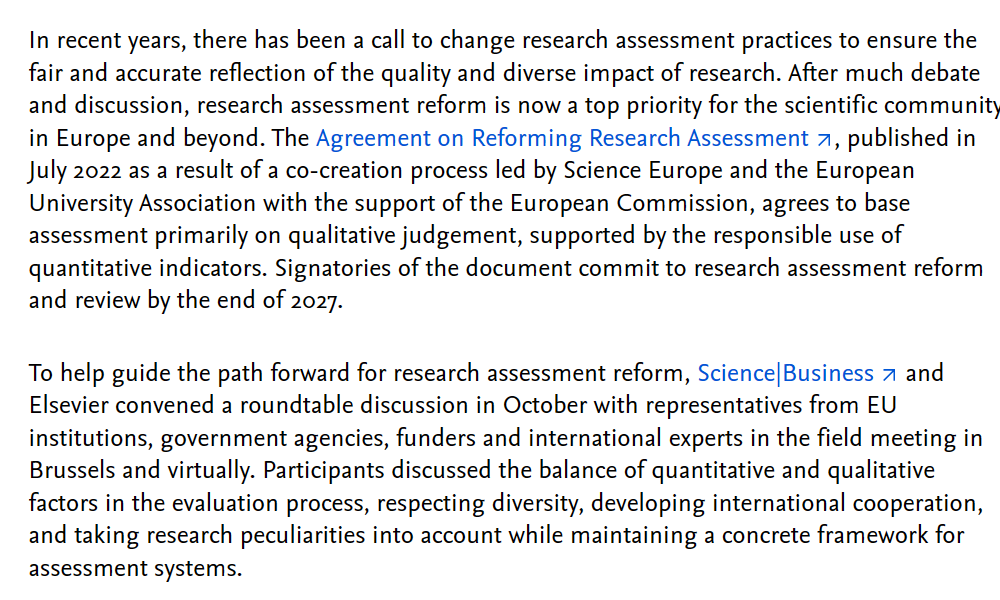 In recent years, there has been a call to change research assessment practices to ensure the
fair and accurate reflection of the quality and diverse impact of research. After much debate
and discussion, research assessment reform is now a top priority for the scientific community
in Europe and beyond. The Agreement on Reforming Research Assessment ↗, published in
July 2022 as a result of a co-creation process led by Science Europe and the European
University Association with the support of the European Commission, agrees to base
assessment primarily on qualitative judgement, supported by the responsible use of
quantitative indicators. Signatories of the document commit to research assessment reform
and review by the end of 2027.
To help guide the path forward for research assessment reform, Science|Business ↗ and
Elsevier convened a roundtable discussion in October with representatives from EU
institutions, government agencies, funders and international experts in the field meeting in
Brussels and virtually. Participants discussed the balance of quantitative and qualitative
factors in the evaluation process, respecting diversity, developing international cooperation,
and taking research peculiarities into account while maintaining a concrete framework for
assessment systems.